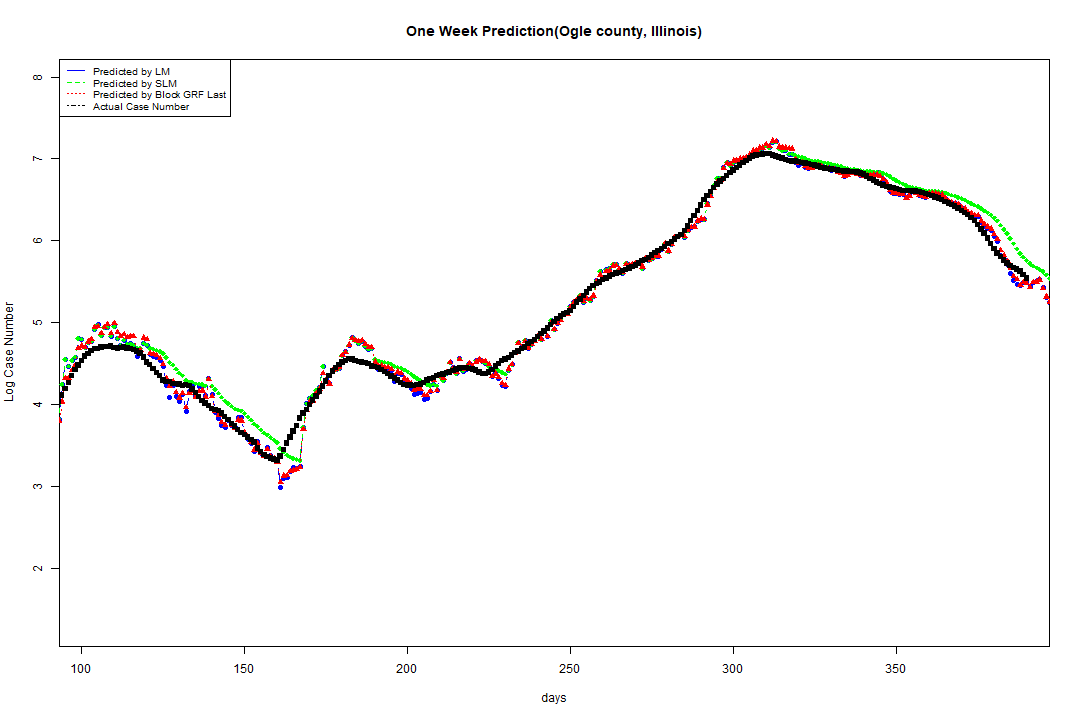 One Week Prediction(Ogle county, Illinois)
Predicted by LM
Predicted by SLM
Predicted by Block GRF Last
Actual Case Number
8
7
6
5
4
3
2
Log Case Number
100 150 200 250 300 350
days